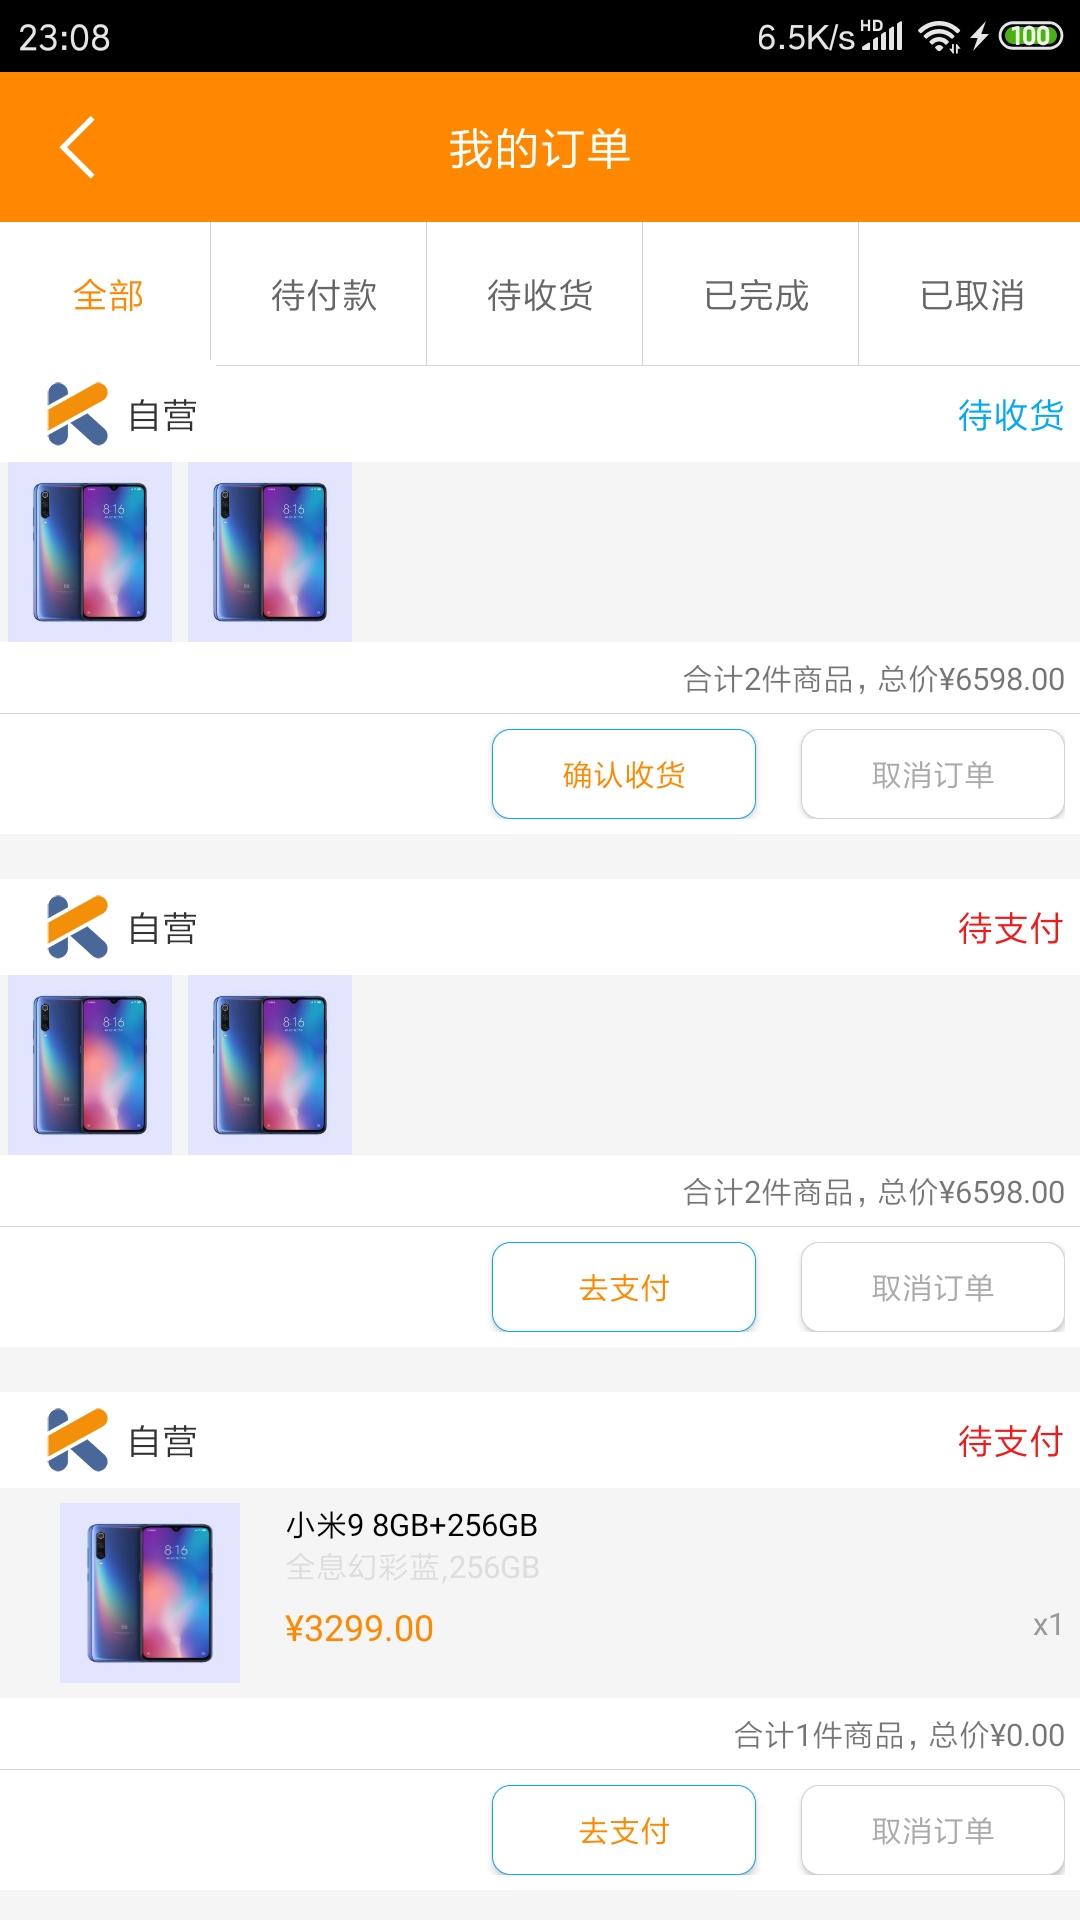 23:08
6.5K/s HD 100
我的订单
全部 待付款 待收货 已完成 已取消
自营 待收货
8:16 8:16
合计2件商品，总价¥6598.00
确认收货 取消订单
自营 待支付
8:16 8:16
合计2件商品，总价¥6598.00
去支付 取消订单
自营 待支付
8:16
小米9 8GB+256GB
全息幻彩蓝,256GB
¥3299.00
x1
合计1件商品，总价¥0.00
去支付 取消订单